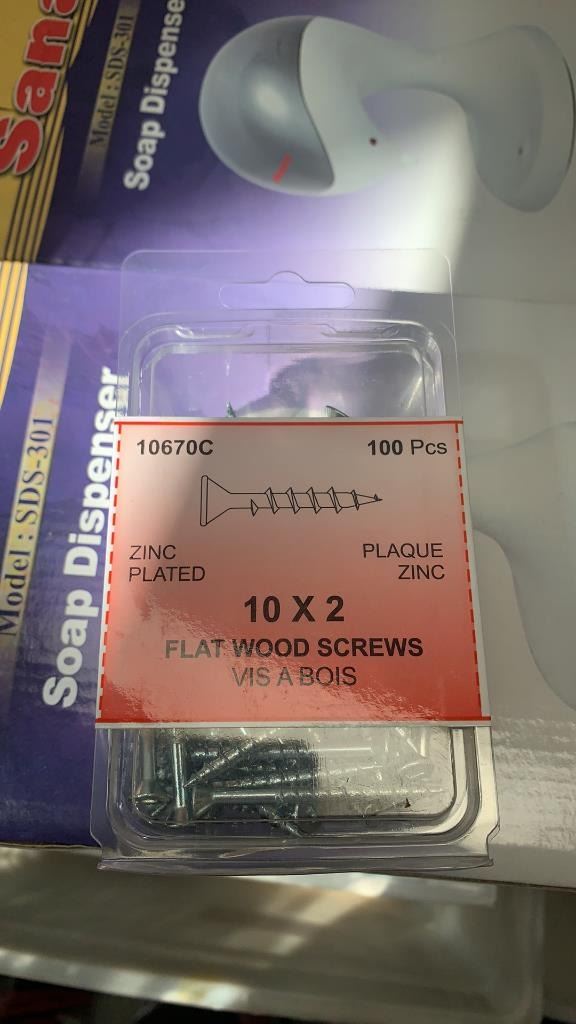 Sana
Model : SDS-301
Soap Dispenser
Model : SDS-301
Soap Dispenser
10670C
100 Pcs
ZINC
PLATED
PLAQUE
ZINC
10 X 2
FLAT WOOD SCREWS
VIS A BOIS